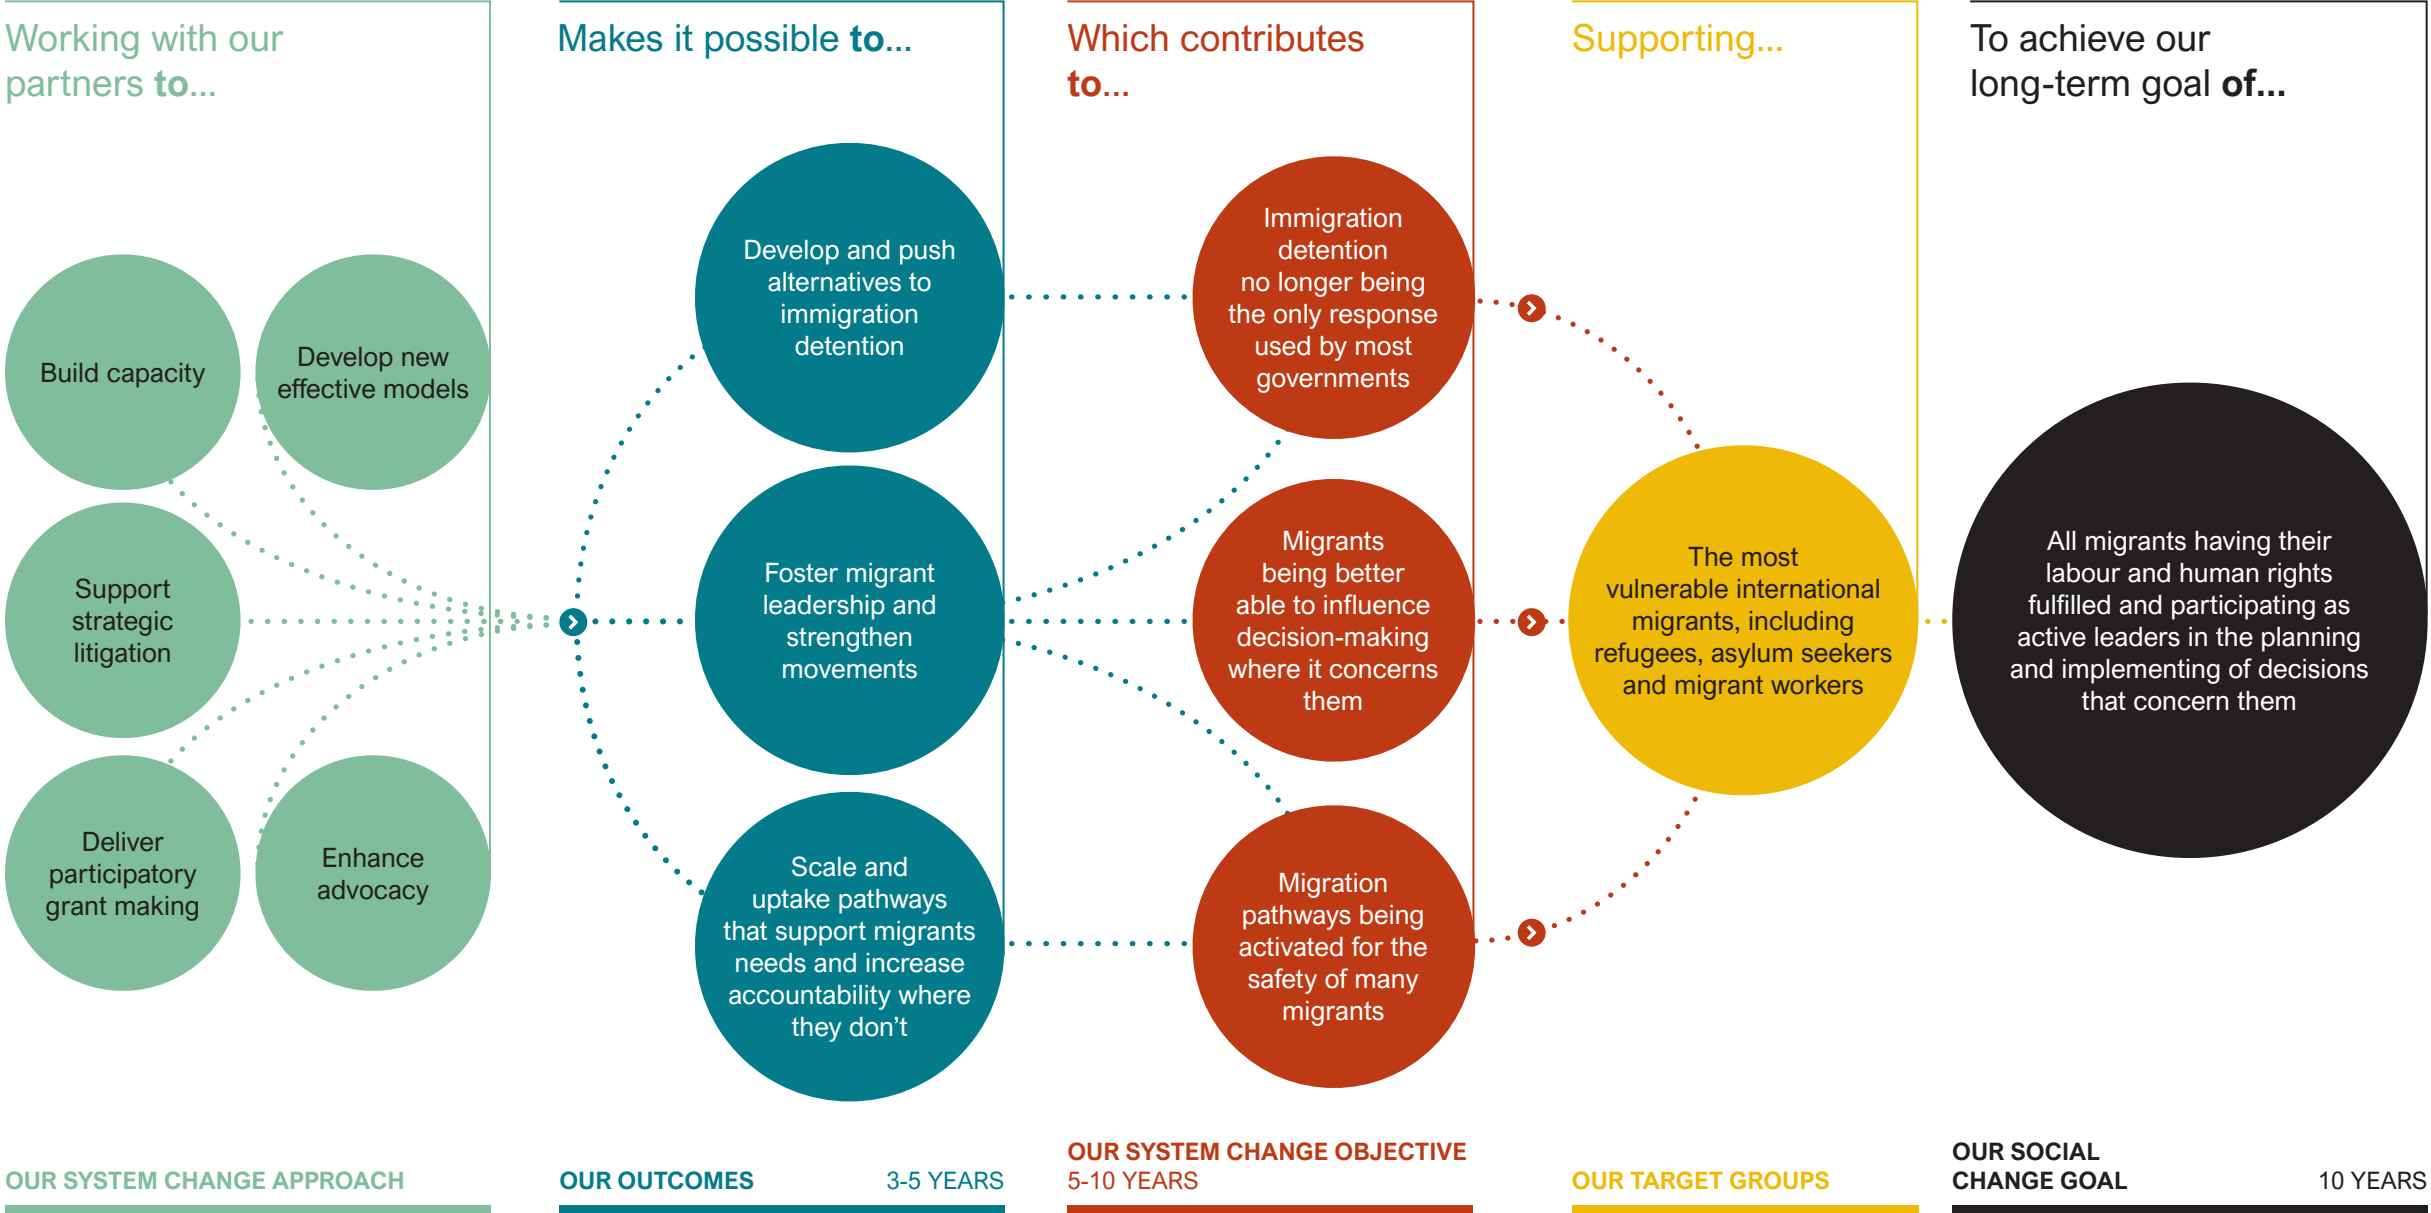 Working with our
partners to...
Build capacity
Develop new
effective models
Support
strategic
litigation
Deliver
participatory
grant making
Enhance
advocacy
OUR SYSTEM CHANGE APPROACH
Makes it possible to...
Develop and push
alternatives to
immigration
detention
Foster migrant
leadership and
strengthen
movements
Scale and
uptake pathways
that support migrants
needs and increase
accountability where
they don’t
OUR OUTCOMES 3-5 YEARS
Which contributes
to...
Immigration
detention
no longer being
the only response
used by most
governments
Migrants
being better
able to influence
decision-making
where it concerns
them
Migration
pathways being
activated for the
safety of many
migrants
OUR SYSTEM CHANGE OBJECTIVE
5-10 YEARS
Supporting...
The most
vulnerable international
migrants, including
refugees, asylum seekers
and migrant workers
OUR TARGET GROUPS
To achieve our
long-term goal of...
All migrants having their
labour and human rights
fulfilled and participating as
active leaders in the planning
and implementing of decisions
that concern them
OUR SOCIAL
CHANGE GOAL 10 YEARS